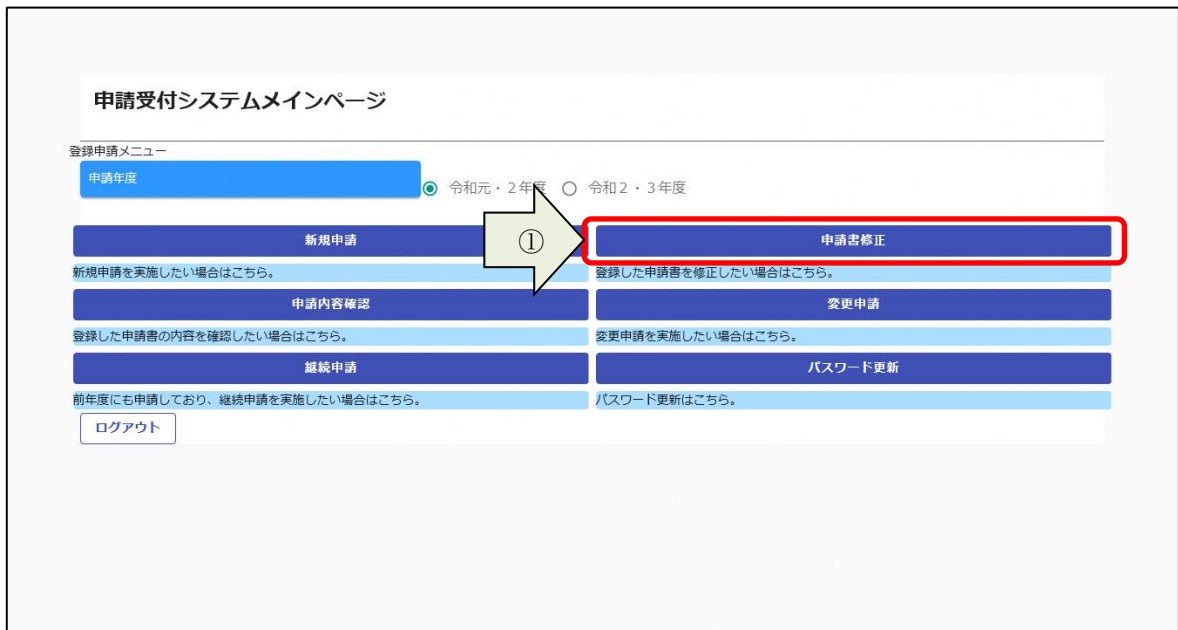 申請受付システムメインページ
登録申請メニュー
申請年度
令和元・2年度 令和2・3年度
新規申請 ① 申請書修正
新規申請を実施したい場合はこちら。 登録した申請書を修正したい場合はこちら。
申請内容確認 変更申請
登録した申請書の内容を確認したい場合はこちら。 変更申請を実施したい場合はこちら。
継続申請 パスワード更新
前年度にも申請しており、継続申請を実施したい場合はこちら。 パスワード更新はこちら。
ログアウト